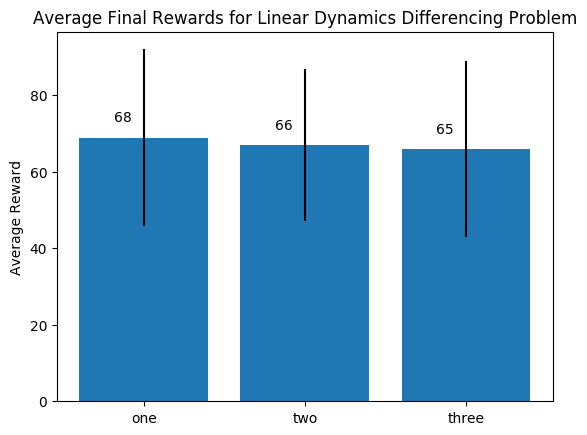 Average Final Rewards for Linear Dynamics Differencing Problem
Average Reward
80
60
40
20
0
68
66
65
one
two
three